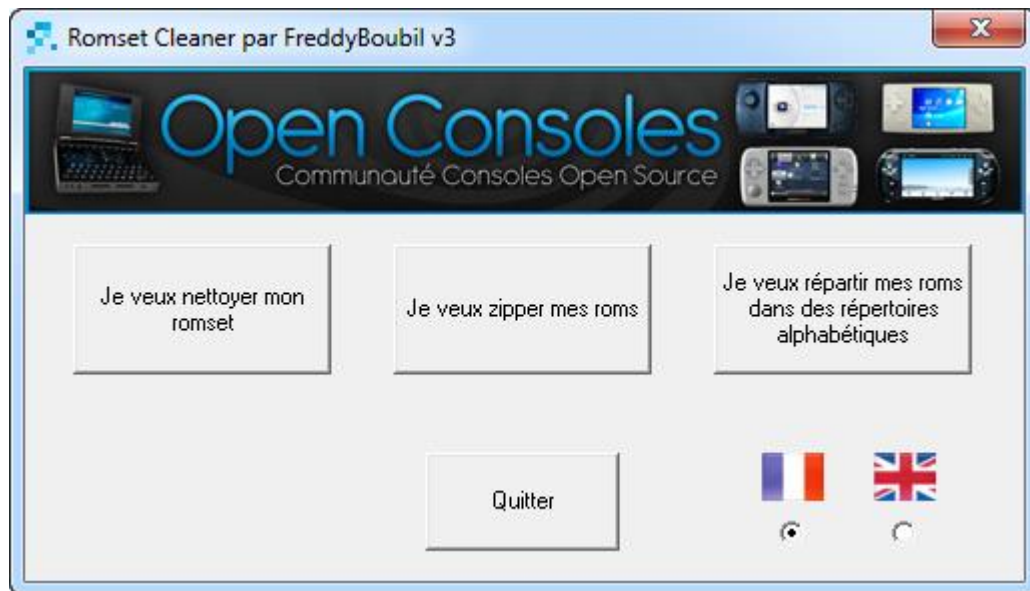 Romset Cleaner par FreddyBoubil v3
Open Consoles
Communauté Consoles Open Source
Je veux nettoyer mon
romset
Je veux zipper mes roms
Je veux répartir mes roms
dans des répertoires
alphabétiques
Quitter